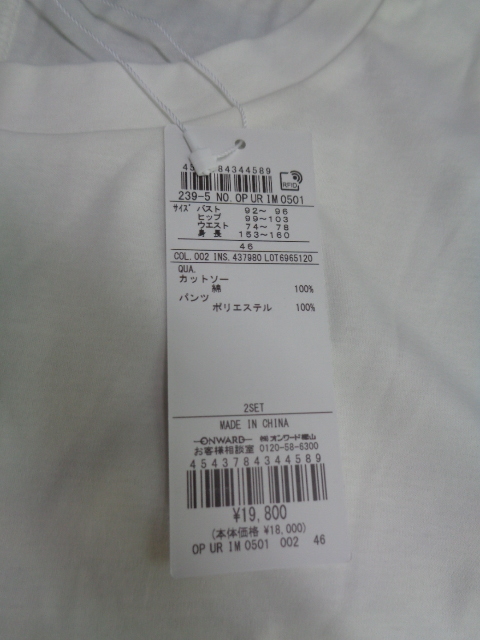 84344589
RFID
239-5 NO.OP UR IM0501
ｻｲｽﾞ バスト 92～ 96
ヒップ 99～103
ウエスト 74～ 78
身 長 153～160
46
COL.002 INS.437980 LOT6965120
QUA.
カットソー
綿 100%
パンツ
ポリエステル 100%
2SET
MADE IN CHINA
ONWARD ㈱オンワード樫山
お客様相談室 0120-58-6300
4543784344589
¥19,800
(本体価格 ¥18,000)
OP UR IM 0501 002 46